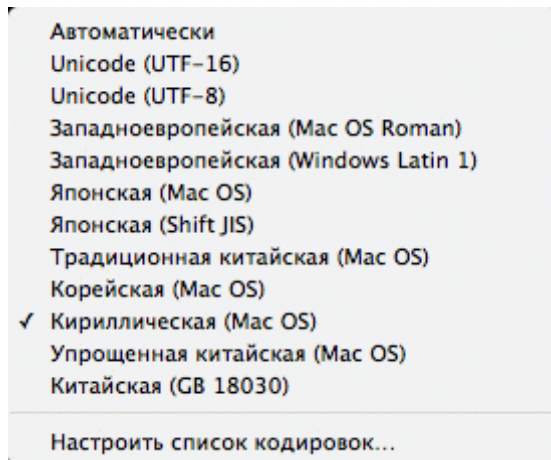 Автоматически
Unicode (UTF-16)
Unicode (UTF-8)
Западноевропейская (Mac OS Roman)
Западноевропейская (Windows Latin 1)
Японская (Mac OS)
Японская (Shift JIS)
Традиционная китайская (Mac OS)
Корейская (Mac OS)
✓ Кириллическая (Mac OS)
Упрощенная китайская (Mac OS)
Китайская (GB 18030)
Настроить список кодировок...